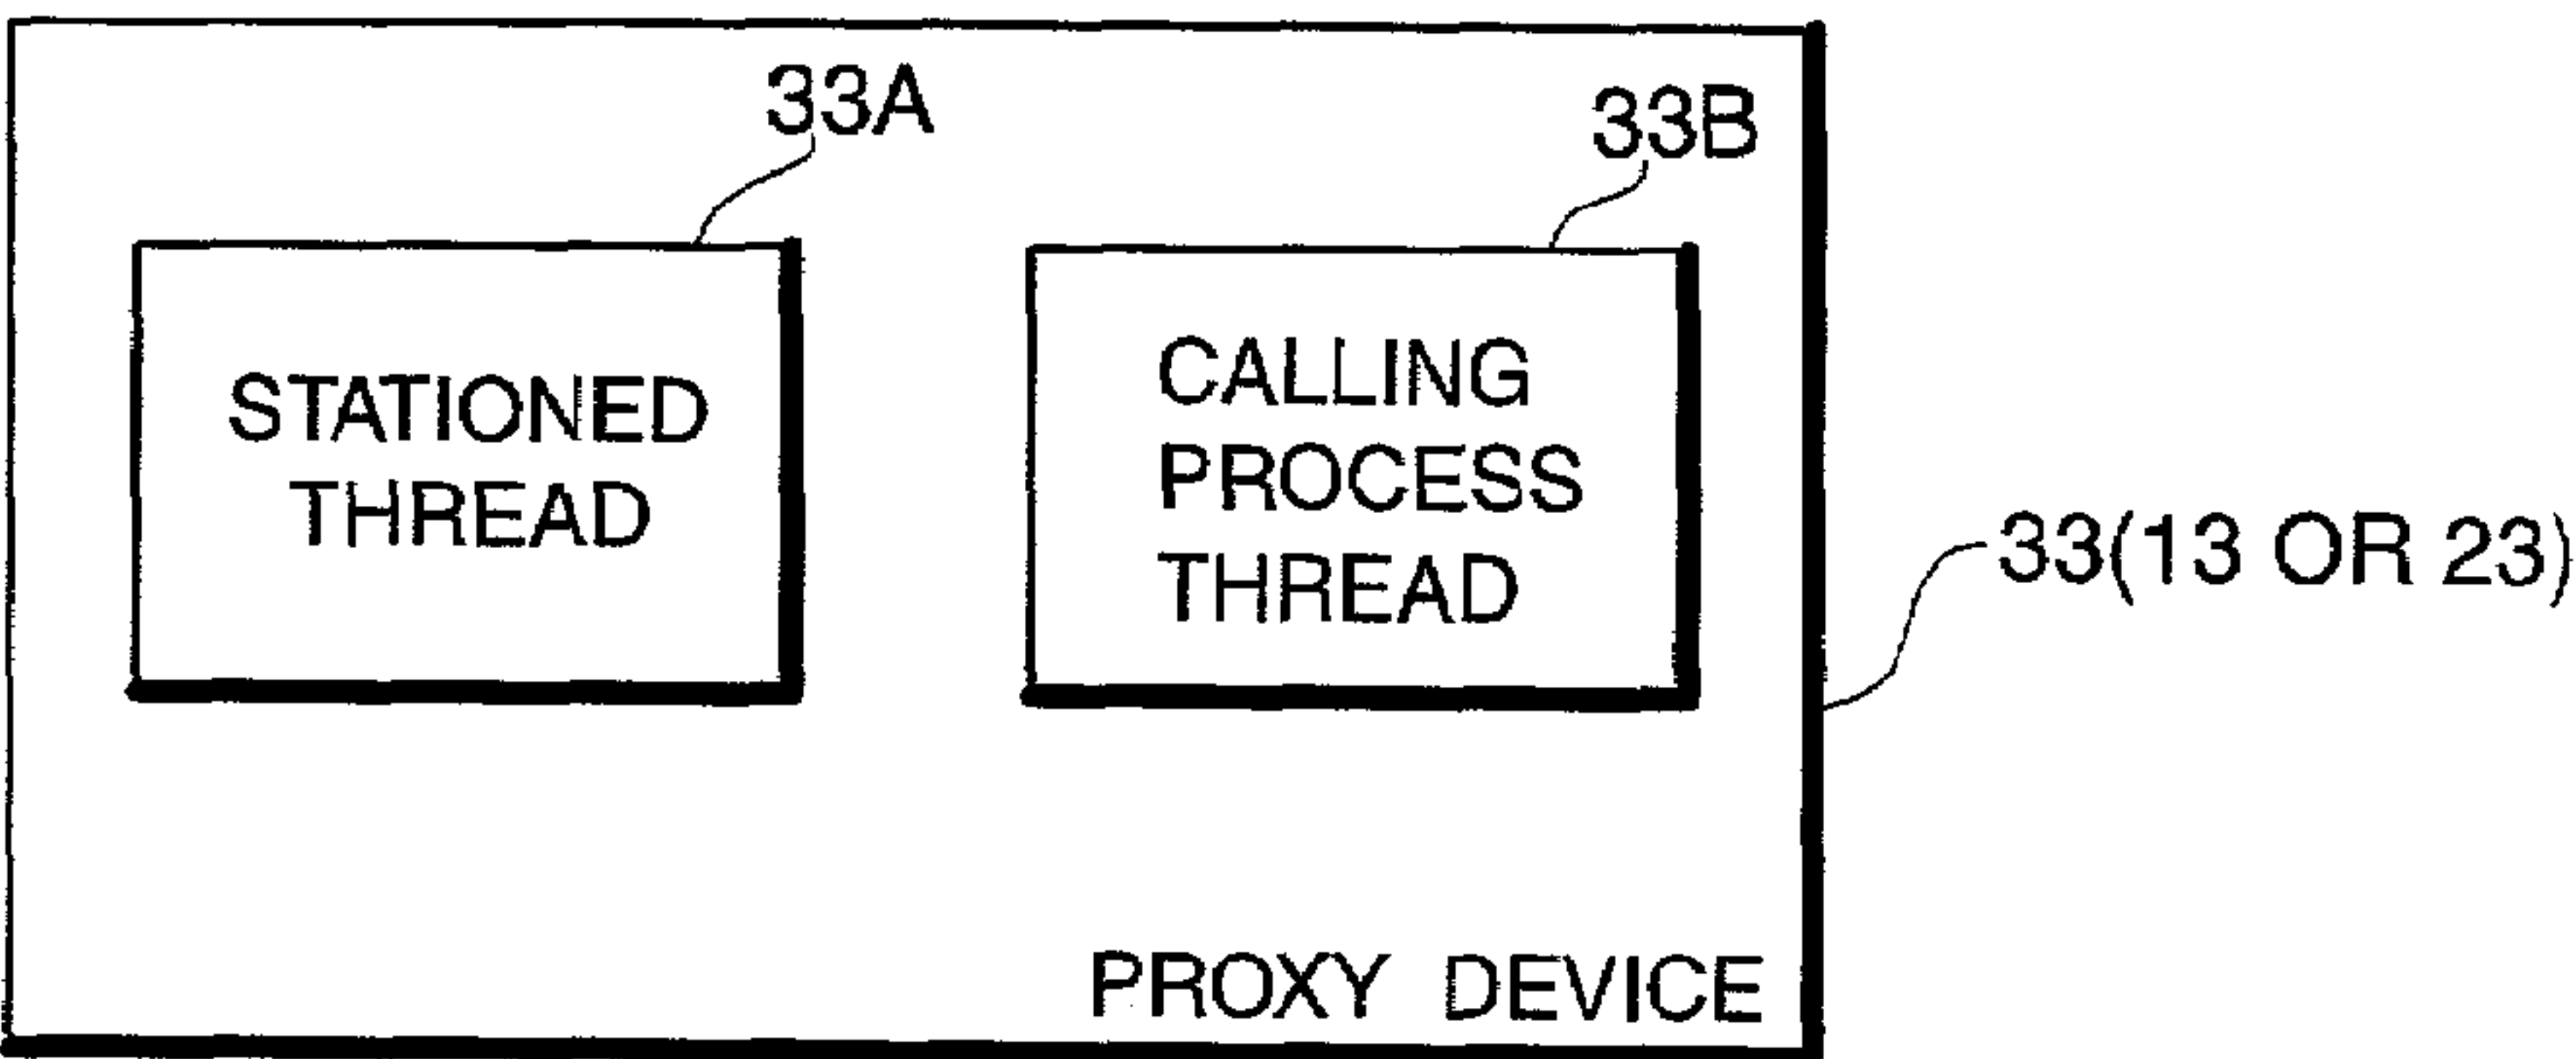 33A
33B
STATIONED
THREAD
CALLING
PROCESS
THREAD
33(13 OR 23)
PROXY DEVICE